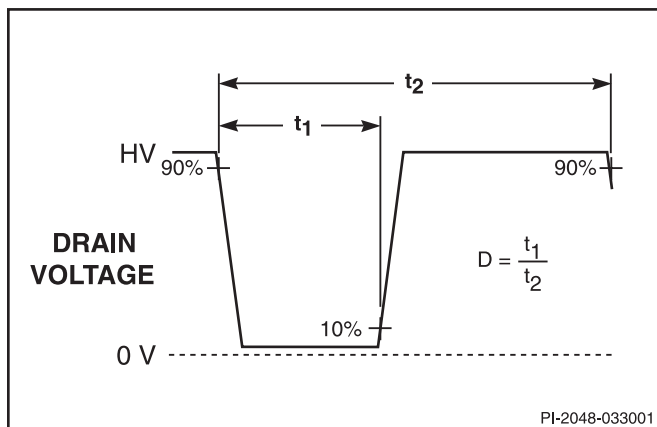 t2
t1
HV
90%
90%
DRAIN
VOLTAGE
D = t1/t2
10%
0 V
PI-2048-033001